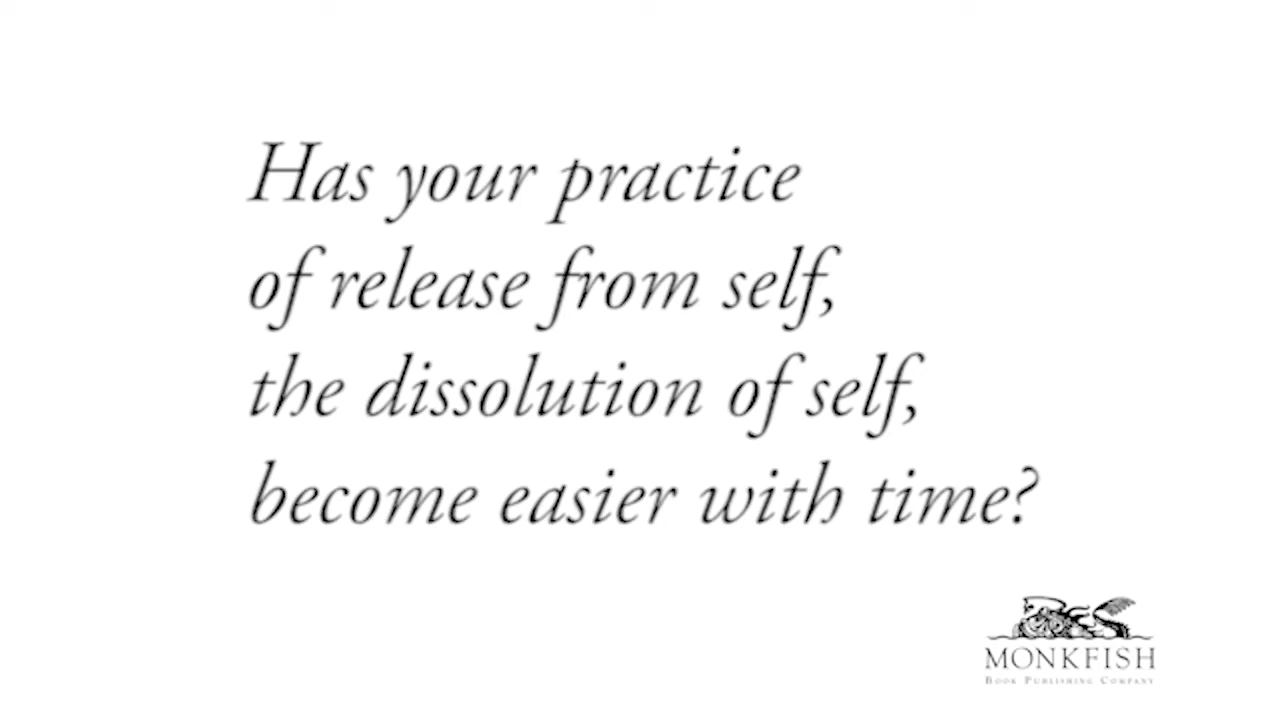 Has your practice
of release from self,
the dissolution of self,
become easier with time?
MONKFISH
BOOK PUBLISHING COMPANY